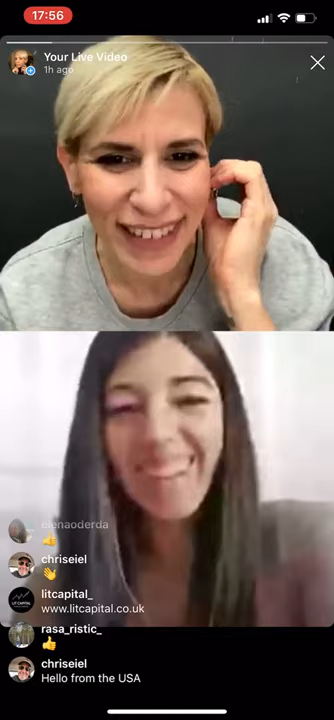 17:56
Your Live Video
1h ago
elenaoderda
chriseiel
litcapital_
www.litcapital.co.uk
rasa_ristic_
chriseiel
Hello from the USA